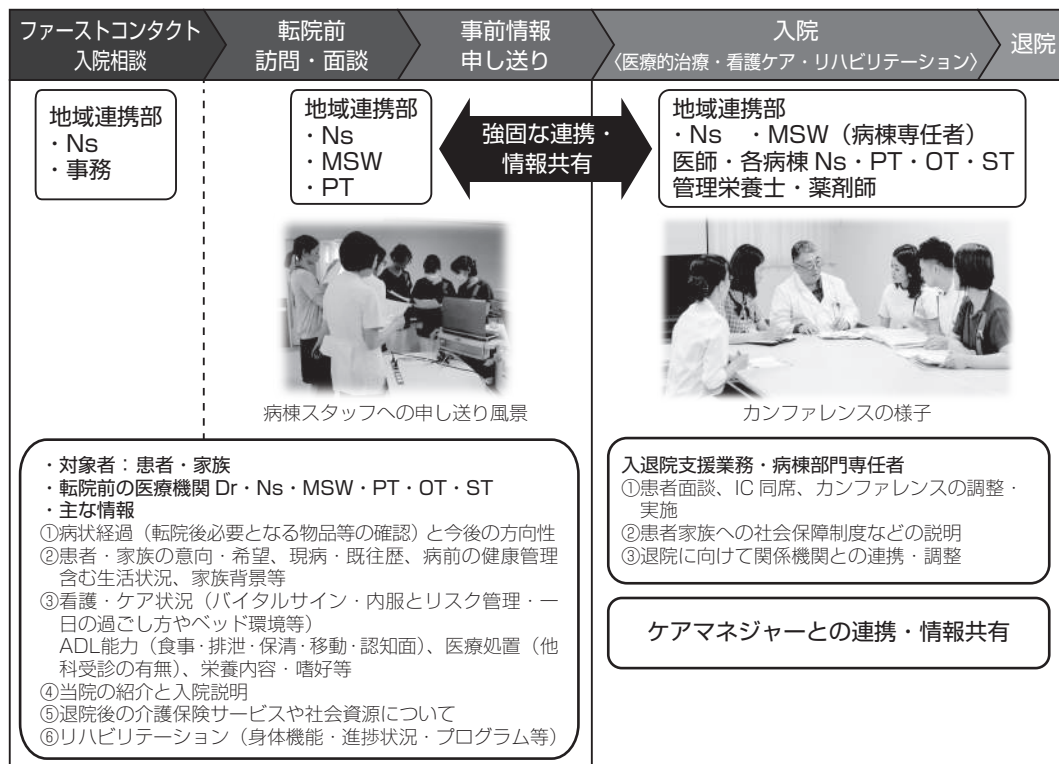 ファーストコンタクト
入院相談
転院前
訪問・面談
事前情報
申し送り
入院
〈医療的治療・看護ケア・リハビリテーション〉
退院
地域連携部
・Ns
・事務
地域連携部
・Ns
・MSW
・PT
強固な連携・
情報共有
地域連携部
・Ns ・MSW（病棟専任者）
医師・各病棟 Ns・PT・OT・ST
管理栄養士・薬剤師
病棟スタッフへの申し送り風景
カンファレンスの様子
・対象者：患者・家族
・転院前の医療機関 Dr・Ns・MSW・PT・OT・ST
・主な情報
①病状経過（転院後必要となる物品等の確認）と今後の方向性
②患者・家族の意向・希望、現病・既往歴、病前の健康管理
含む生活状況、家族背景等
③看護・ケア状況（バイタルサイン・内服とリスク管理・一
日の過ごし方やベッド環境等）
ADL能力（食事・排泄・保清・移動・認知面）、医療処置（他
科受診の有無）、栄養内容・嗜好等
④当院の紹介と入院説明
⑤退院後の介護保険サービスや社会資源について
⑥リハビリテーション（身体機能・進捗状況・プログラム等）
入退院支援業務・病棟部門専任者
①患者面談、IC 同席、カンファレンスの調整・
実施
②患者家族への社会保障制度などの説明
③退院に向けて関係機関との連携・調整
ケアマネジャーとの連携・情報共有